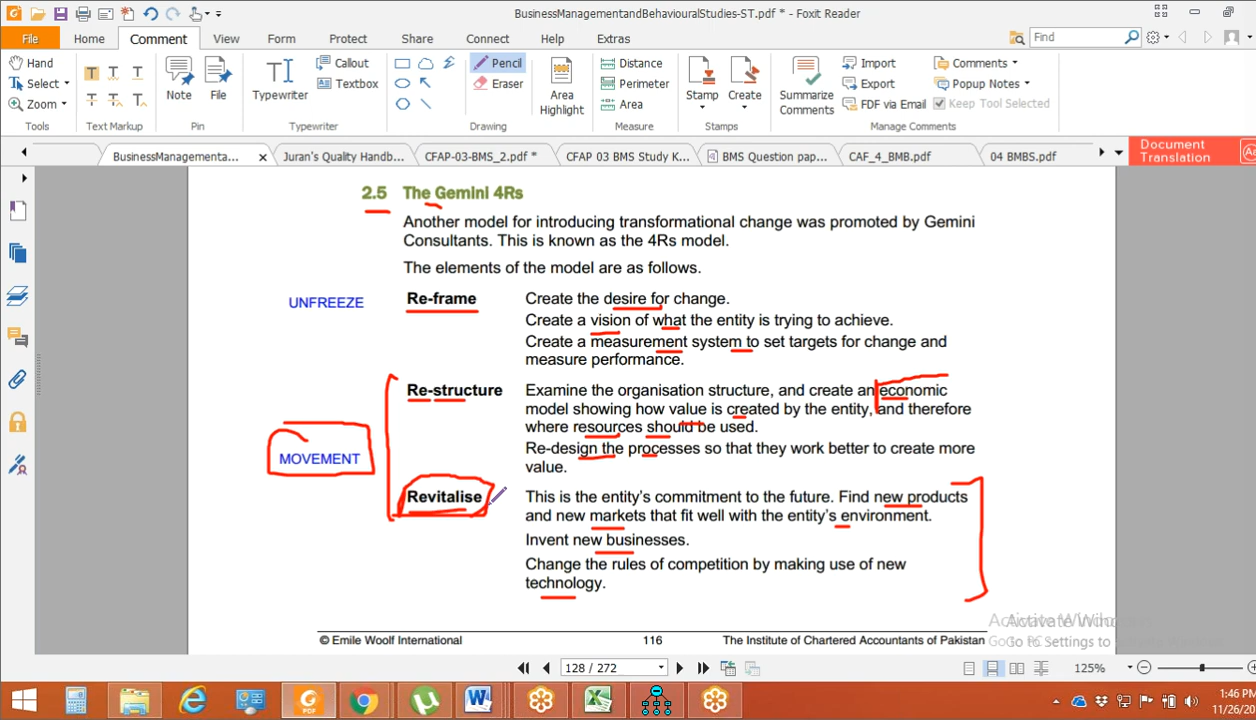 BusinessManagementandBehaviouralStudies-ST.pdf * - Foxit Reader
File Home Comment View Form Protect Share Connect Help Extras Find
Hand Select Zoom Tools
Text Markup
Note File Pin
Typewriter Callout Textbox Typewriter
Pencil Eraser Area Highlight Drawing
Distance Perimeter Area Measure
Stamp Create Stamps
Summarize Comments Import Export FDF via Email Comments Popup Notes Keep Tool Selected Manage Comments
BusinessManagementa... Juran's Quality Handb... CFAP-03-BMS_2.pdf * CFAP 03 BMS Study K... BMS Question pap... CAF_4_BMB.pdf 04 BMBS.pdf Document Translation
2.5 The Gemini 4Rs
Another model for introducing transformational change was promoted by Gemini
Consultants. This is known as the 4Rs model.
The elements of the model are as follows.
UNFREEZE Re-frame Create the desire for change.
Create a vision of what the entity is trying to achieve.
Create a measurement system to set targets for change and
measure performance.
Re-structure Examine the organisation structure, and create an economic
model showing how value is created by the entity, and therefore
where resources should be used.
Re-design the processes so that they work better to create more
value.
MOVEMENT
Revitalise This is the entity's commitment to the future. Find new products
and new markets that fit well with the entity's environment.
Invent new businesses.
Change the rules of competition by making use of new
technology.
© Emile Woolf International 116 The Institute of Chartered Accountants of Pakistan
128 / 272 125%
1:46 PM